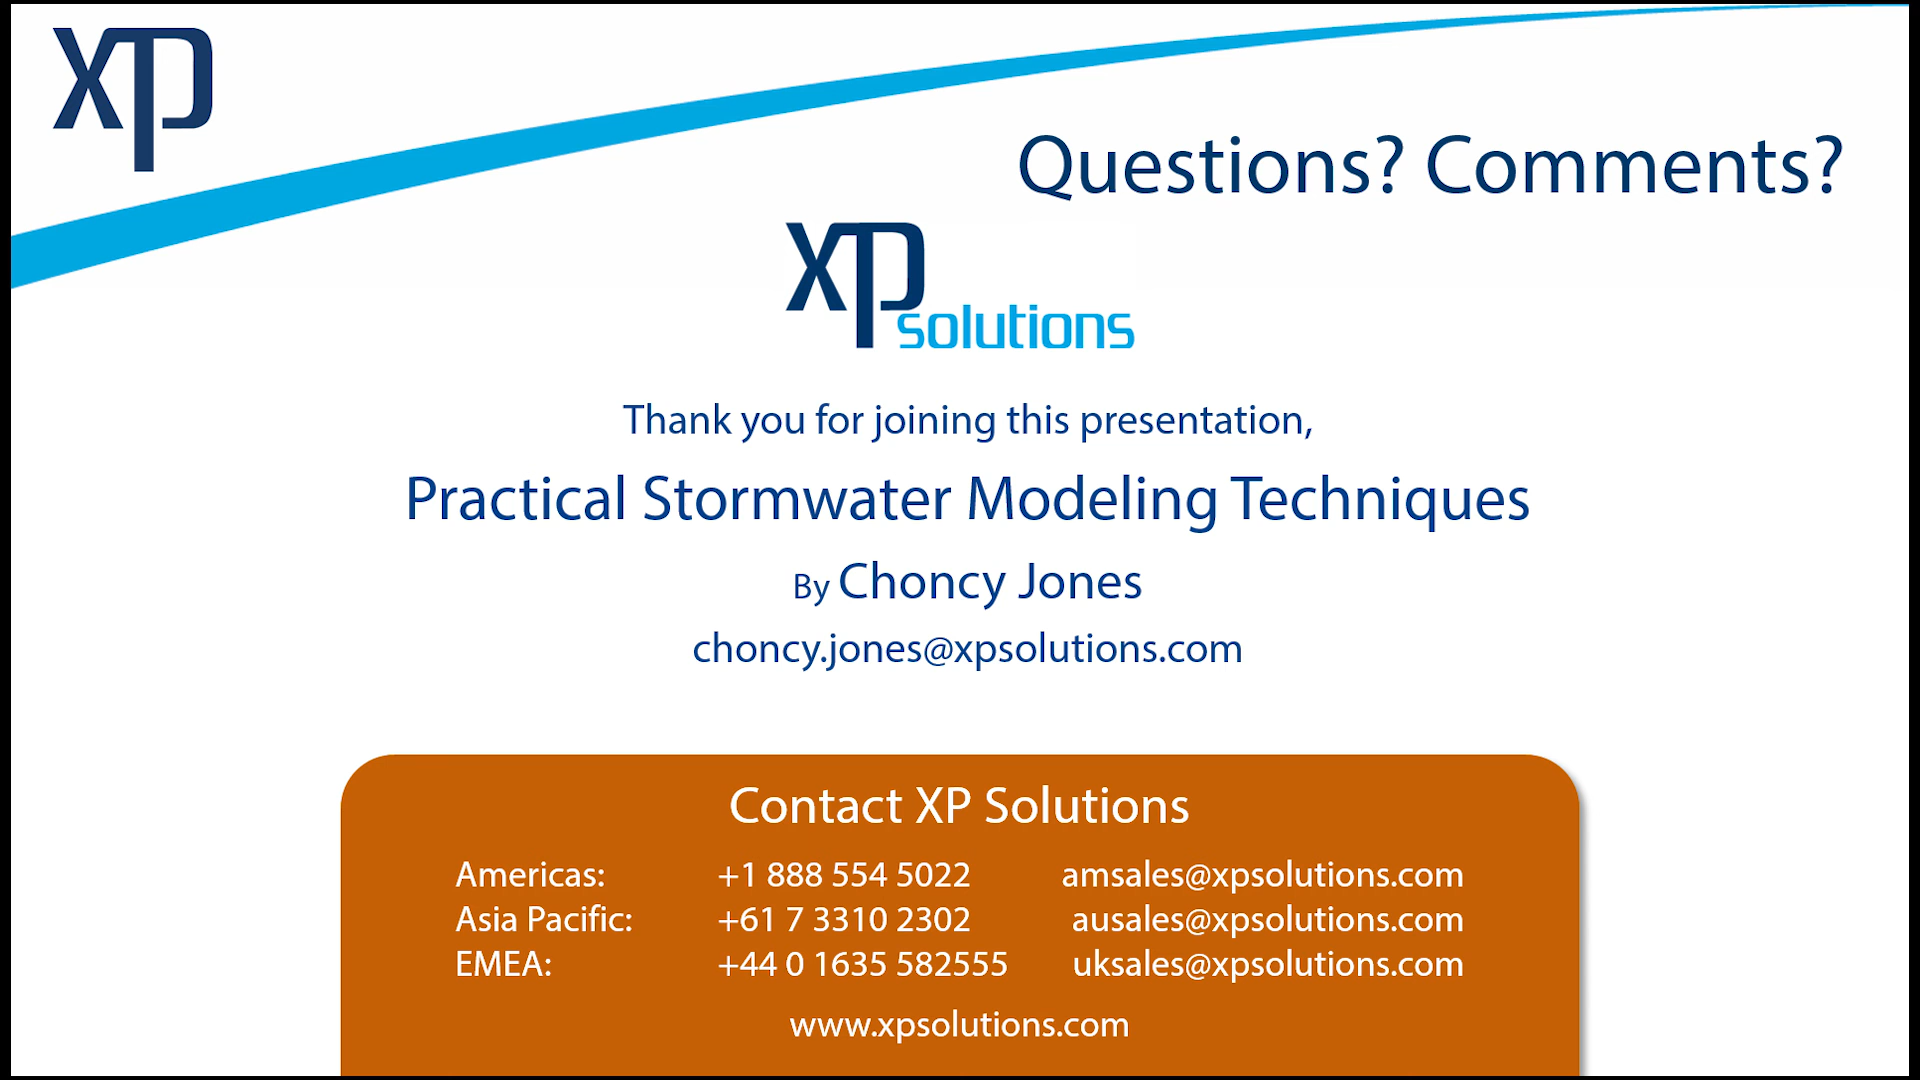 xp
Questions? Comments?
xp solutions
Thank you for joining this presentation,
Practical Stormwater Modeling Techniques
By Choncy Jones
choncy.jones@xpsolutions.com
Contact XP Solutions
Americas: +1 888 554 5022 amsales@xpsolutions.com
Asia Pacific: +61 7 3310 2302 ausales@xpsolutions.com
EMEA: +44 0 1635 582555 uksales@xpsolutions.com
www.xpsolutions.com